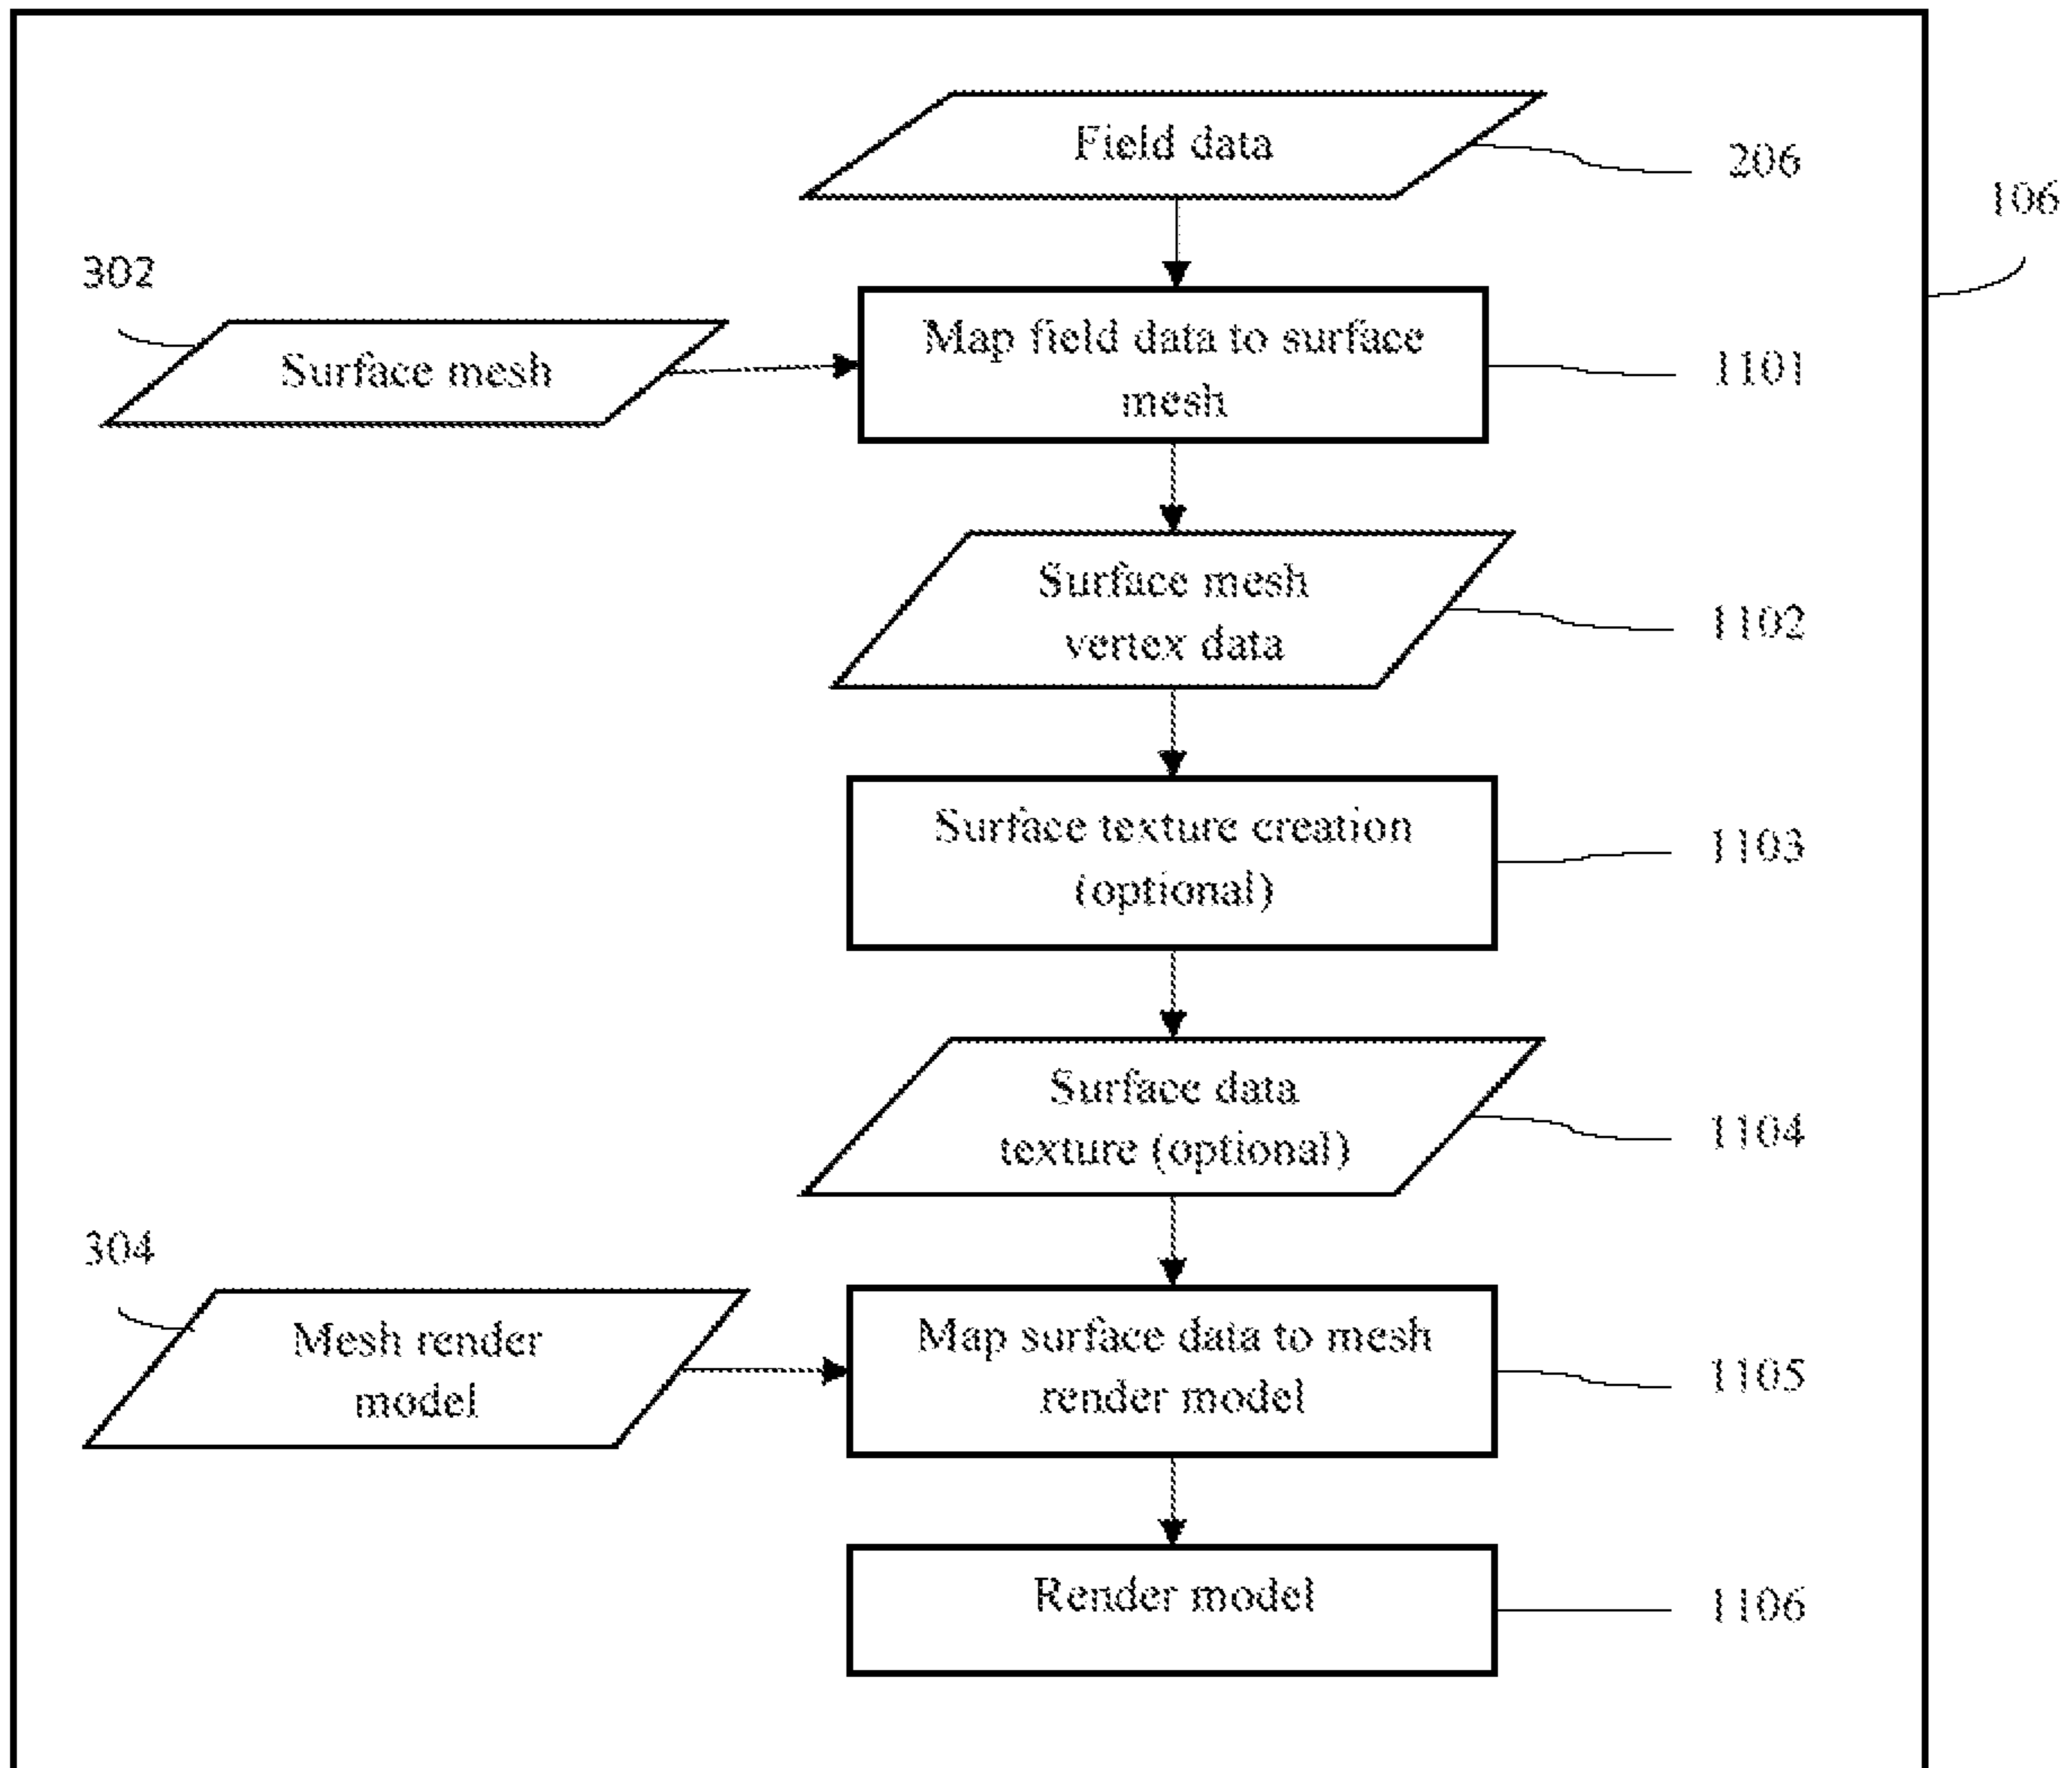 Field data
206
106
302
Surface mesh
Map field data to surface
mesh
1101
Surface mesh
vertex data
1102
Surface texture creation
(optional)
1103
Surface data
texture (optional)
1104
304
Mesh render
model
Map surface data to mesh
render model
1105
Render model
1106